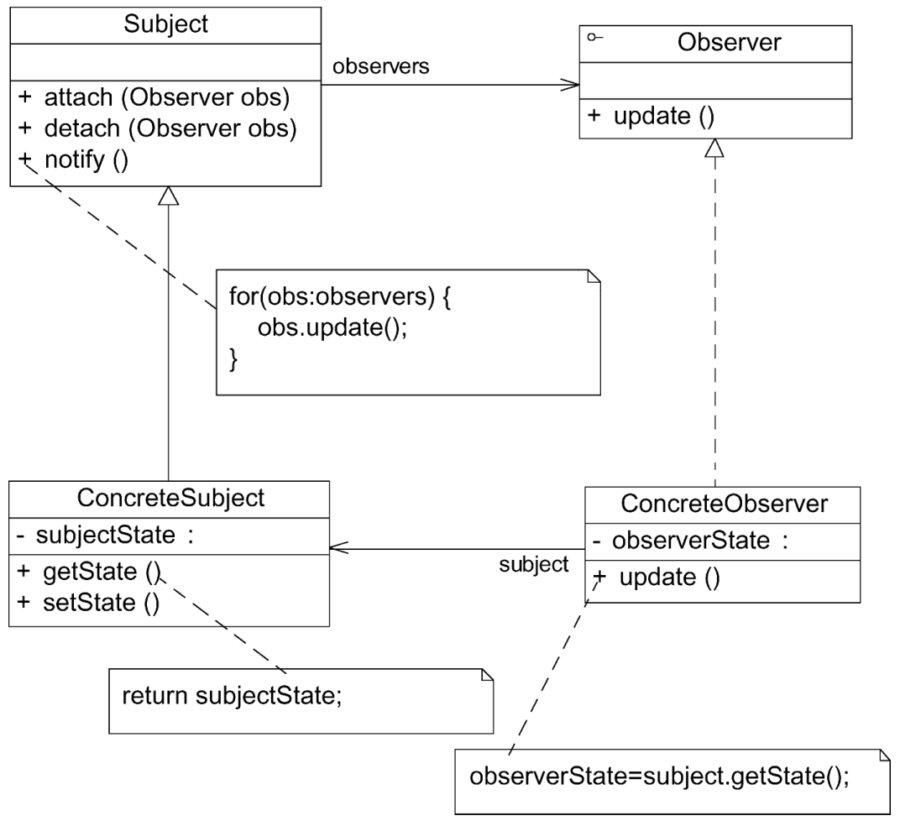 Subject
+ attach (Observer obs)
+ detach (Observer obs)
+ notify ()
observers
Observer
+ update ()
for(obs:observers) {
obs.update();
}
ConcreteSubject
- subjectState :
+ getState ()
+ setState ()
subject
ConcreteObserver
- observerState :
+ update ()
return subjectState;
observerState=subject.getState();